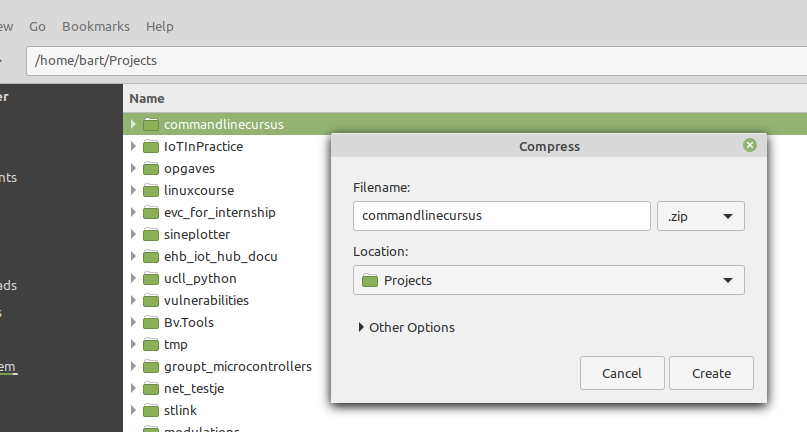 ew Go Bookmarks Help
/home/bart/Projects
er
Name
commandlinecursus
IoTInPractice
opgaves
nts
linuxcourse
evc_for_internship
sineplotter
ehb_iot_hub_docu
ucll_python
ads
vulnerabilities
s
Bv.Tools
tmp
em
groupt_microcontrollers
net_testje
stlink
modulations
Compress
Filename:
commandlinecursus .zip
Location:
Projects
Other Options
Cancel Create